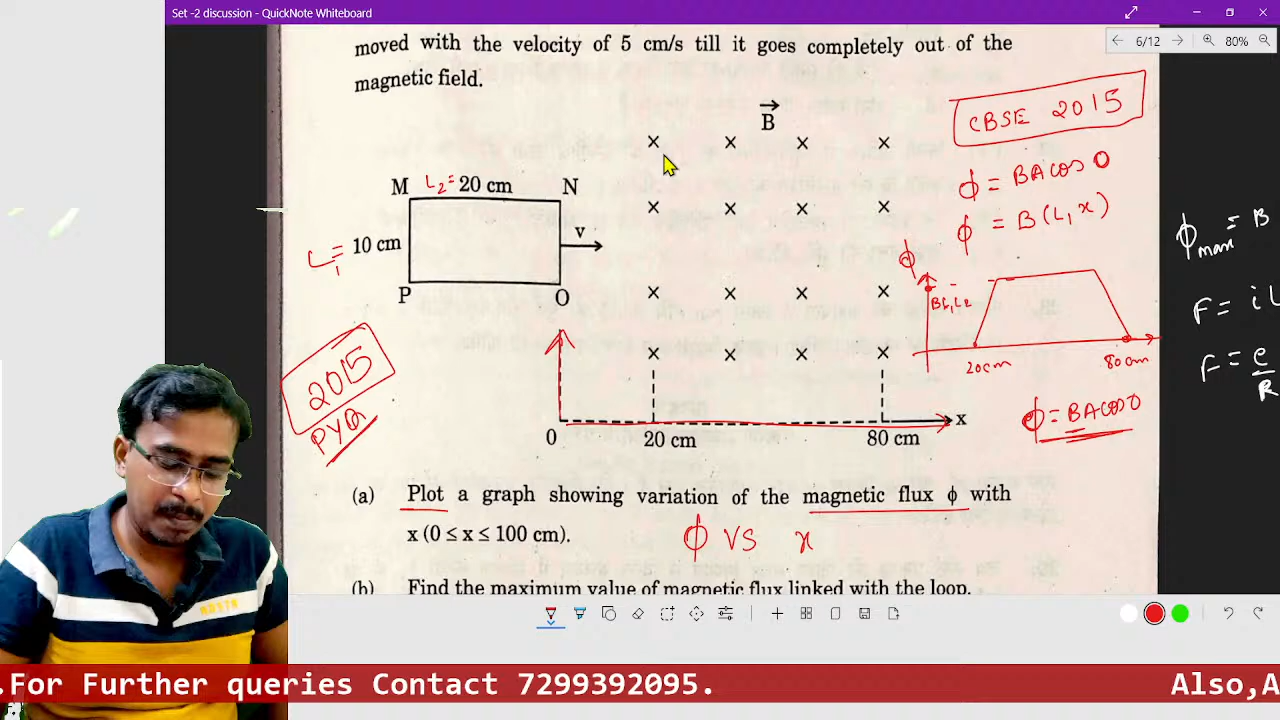 Set -2 discussion - QuickNote Whiteboard
6/12
80%
moved with the velocity of 5 cm/s till it goes completely out of the
magnetic field.
B
CBSE 2015
× × × ×
M L₂= 20 cm N
ϕ = BA cos 0
× × × ×
ϕ = B(L₁x)
ϕmax = B
L₁= 10 cm
v
ϕ
P O
× × × ×
BL₁L₂
F = i L
× × × ×
20cm 80cm
F = e/R
2015
PYQ
ϕ = BA cos 0
x
0 20 cm 80 cm
(a) Plot a graph showing variation of the magnetic flux ϕ with
x (0 ≤ x ≤ 100 cm).
ϕ VS x
(b) Find the maximum value of magnetic flux linked with the loop.
NORTH
.For Further queries Contact 7299392095.
Also,A